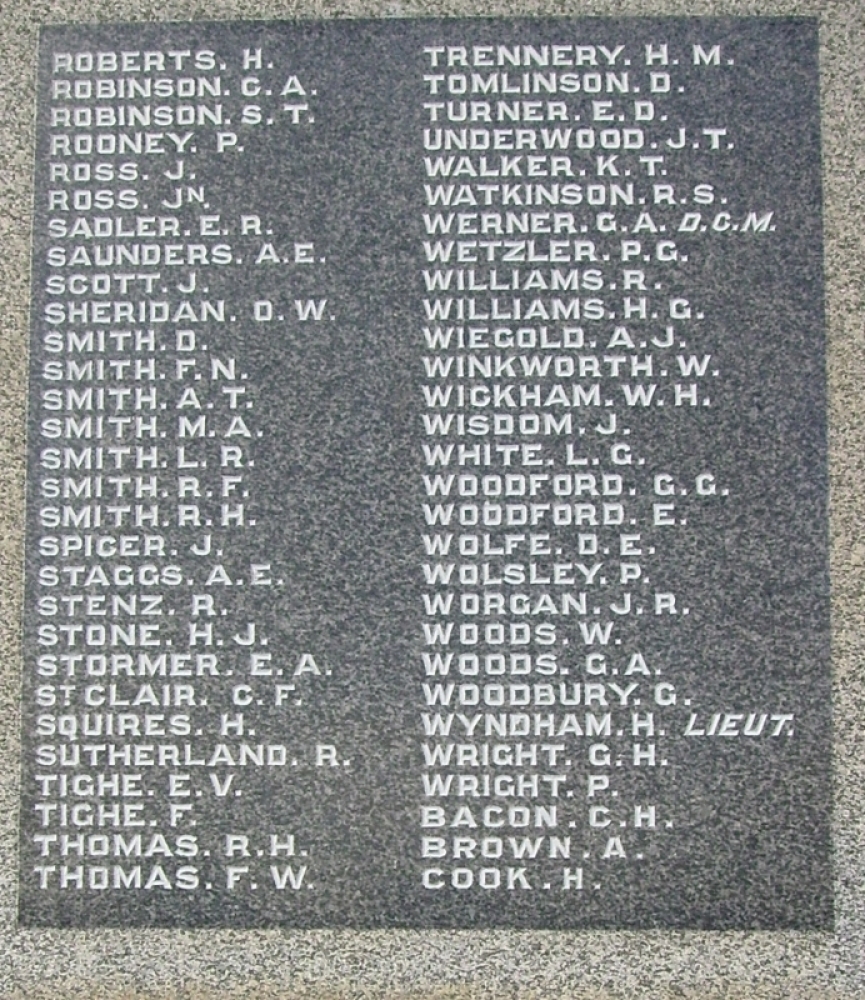 ROBERTS. H.
ROBINSON. C. A.
ROBINSON. S. T.
RODNEY. P.
ROSS. J.
ROSS. JN.
SADLER. E. R.
SAUNDERS. A.E.
SCOTT. J.
SHERIDAN. O. W.
SMITH. D.
SMITH. F. N.
SMITH. A. T.
SMITH. M. A.
SMITH. L. R.
SMITH. R. F.
SMITH. R. H.
SPICER. J.
STAGGS. A. E.
STENZ. R.
STONE. H. J.
STORMER. E. A.
ST CLAIR. C. F.
SQUIRES. H.
SUTHERLAND. R.
TIGHE. E. V.
TIGHE. F.
THOMAS. R.H.
THOMAS. F. W.
TRENNERY. H. M.
TOMLINSON. D.
TURNER. E. D.
UNDERWOOD. J.T.
WALKER. K. T.
WATKINSON. R. S.
WERNER. G. A. D.C.M.
WETZLER. P. G.
WILLIAMS. R.
WILLIAMS. H. G.
WIEGOLD. A. J.
WINKWORTH. W.
WICKHAM. W. H.
WISDOM. J.
WHITE. L. G.
WOODFORD. G. G.
WOODFORD. E.
WOLFE. D. E.
WOLSLEY. P.
WORGAN. J. R.
WOODS. W.
WOODS. G. A.
WOODBURY. G.
WYNDHAM. H. LIEUT.
WRIGHT. G. H.
WRIGHT. P.
BACON. C. H.
BROWN. A.
COOK. H.